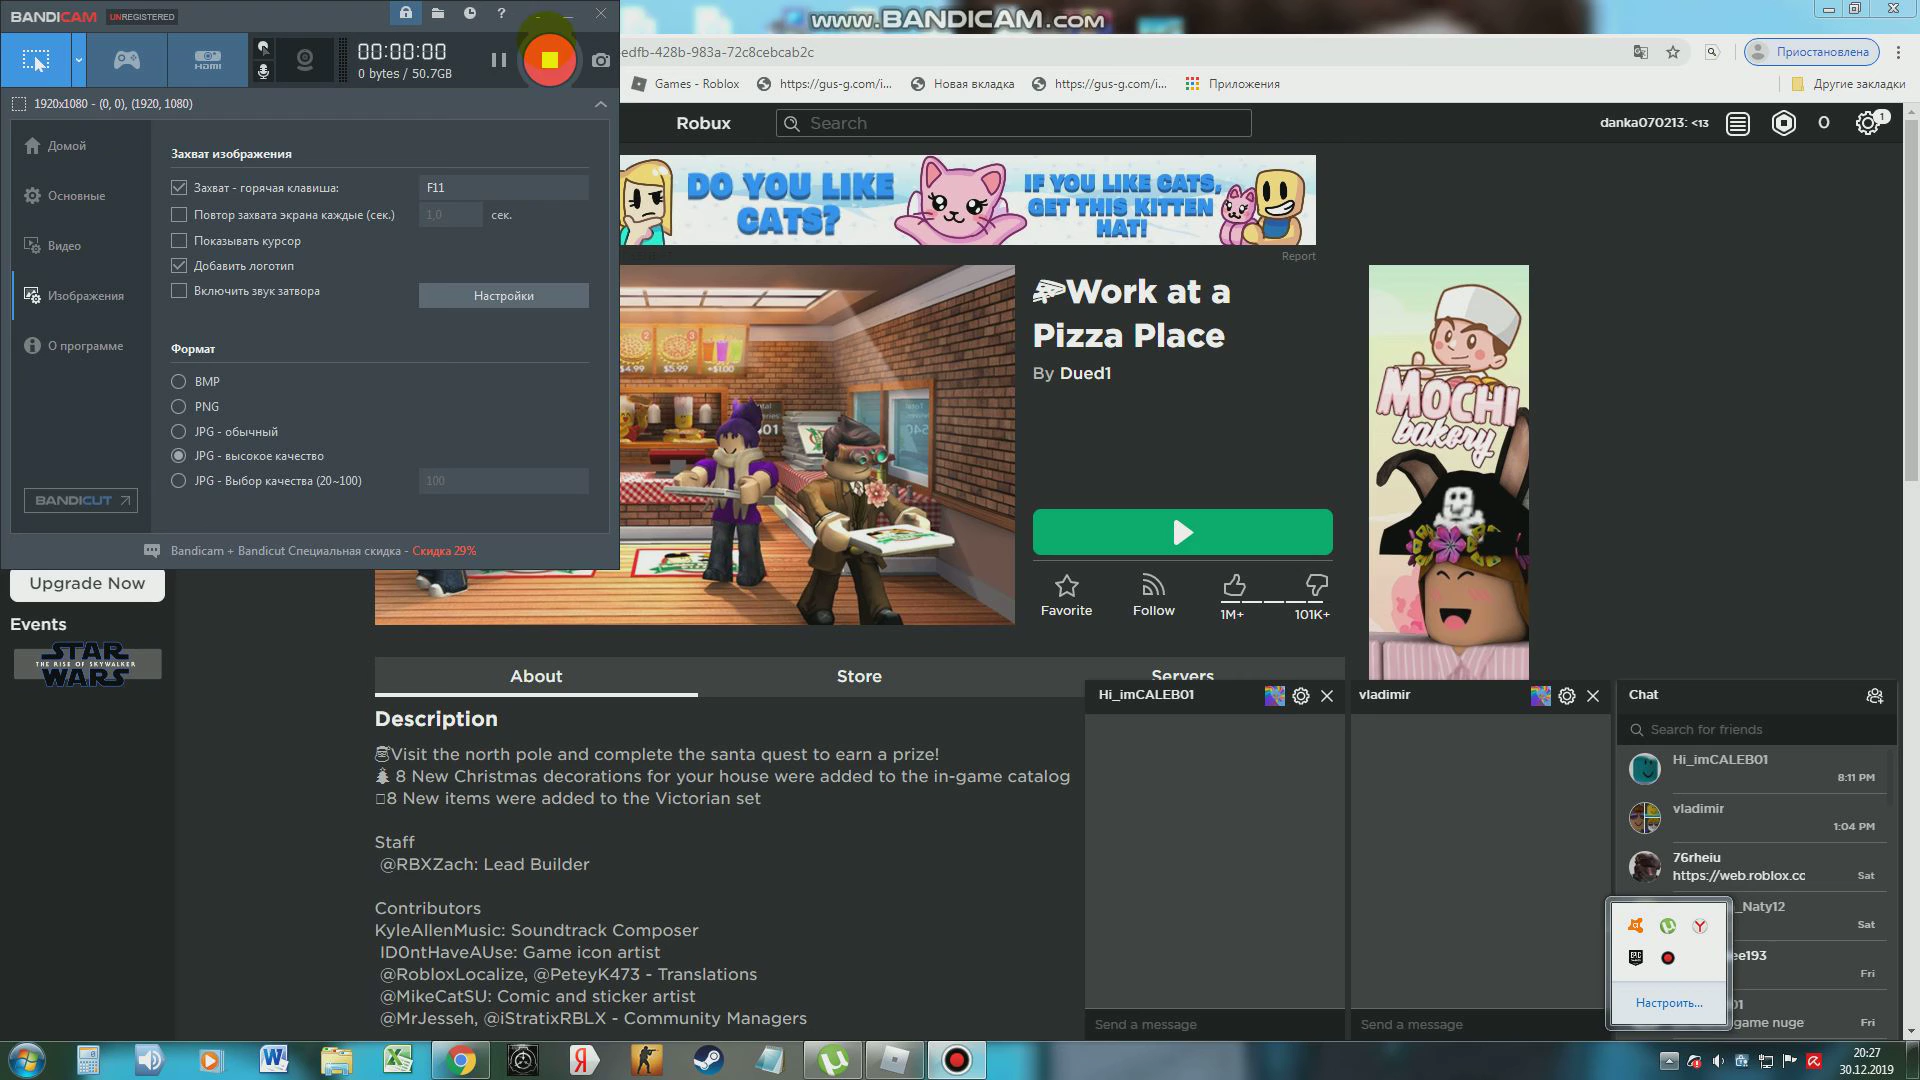 BANDICAM UNREGISTERED
www.BANDICAM.com
00:00:00
0 bytes / 50.7GB
HDMI
1920x1080 - (0, 0), (1920, 1080)
Домой
Основные
Видео
Изображения
О программе
BANDICUT
Захват изображения
Захват - горячая клавиша:
F11
Повтор захвата экрана каждые (сек.)
1,0
сек.
Показывать курсор
Добавить логотип
Включить звук затвора
Настройки
Формат
BMP
PNG
JPG - обычный
JPG - высокое качество
JPG - Выбор качества (20~100)
100
Bandicam + Bandicut Специальная скидка - Скидка 29%
edfb-428b-983a-72c8cebcab2c
Приостановлена
Games - Roblox
https://gus-g.com/i...
Новая вкладка
https://gus-g.com/i...
Приложения
Другие закладки
Robux
Search
danka070213: <13
0
1
DO YOU LIKE
CATS?
IF YOU LIKE CATS,
GET THIS KITTEN
HAT!
Report
$4.99
$5.99
+$1.00
Work at a
Pizza Place
By Dued1
MOCHI
bakery
Favorite
Follow
1M+
101K+
Upgrade Now
Events
STAR
THE RISE OF SKYWALKER
WARS
About
Store
Servers
Description
Visit the north pole and complete the santa quest to earn a prize!
8 New Christmas decorations for your house were added to the in-game catalog
8 New items were added to the Victorian set
Staff
@RBXZach: Lead Builder
Contributors
KyleAllenMusic: Soundtrack Composer
ID0ntHaveAUse: Game icon artist
@RobloxLocalize, @PeteyK473 - Translations
@MikeCatSU: Comic and sticker artist
@MrJesseh, @iStratixRBLX - Community Managers
Hi_imCALEB01
Send a message
vladimir
Send a message
Chat
Search for friends
Hi_imCALEB01
8:11 PM
vladimir
1:04 PM
76rheiu
https://web.roblox.cc
Sat
_Naty12
Sat
ee193
Fri
01
game nuge
Fri
Настроить...
20:27
30.12.2019